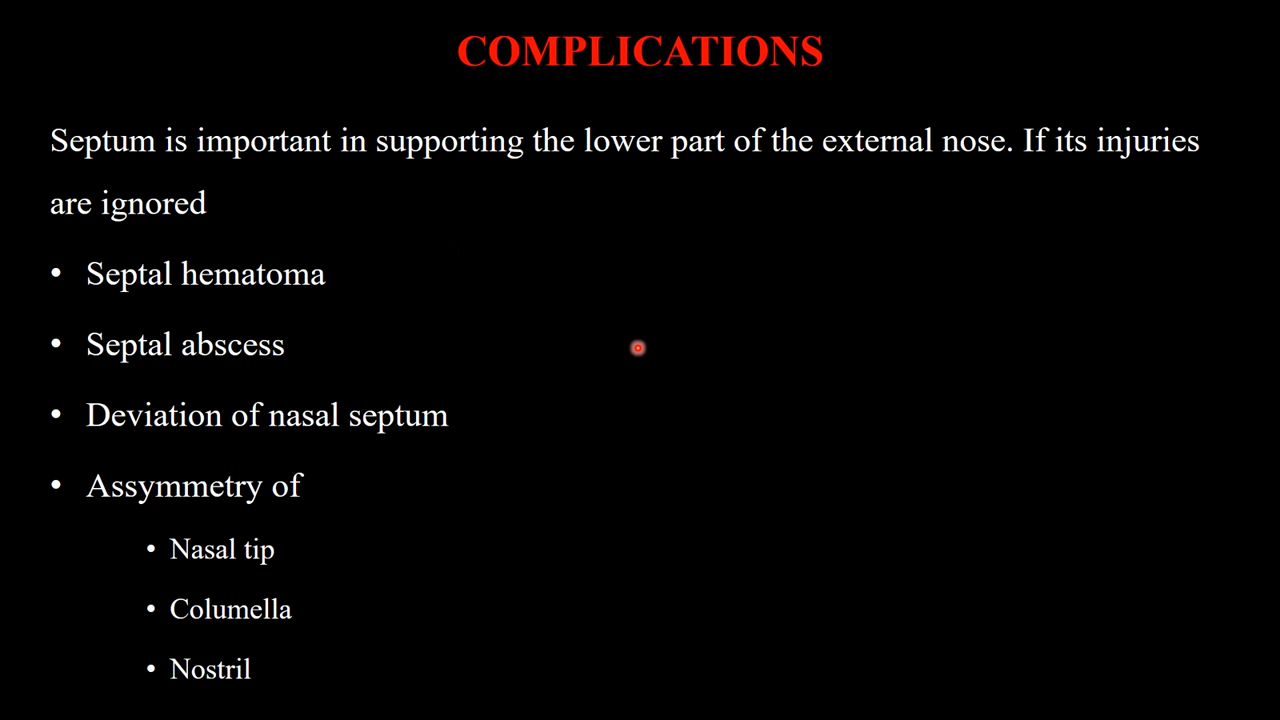 COMPLICATIONS
Septum is important in supporting the lower part of the external nose. If its injuries
are ignored
• Septal hematoma
• Septal abscess
• Deviation of nasal septum
• Assymmetry of
• Nasal tip
• Columella
• Nostril